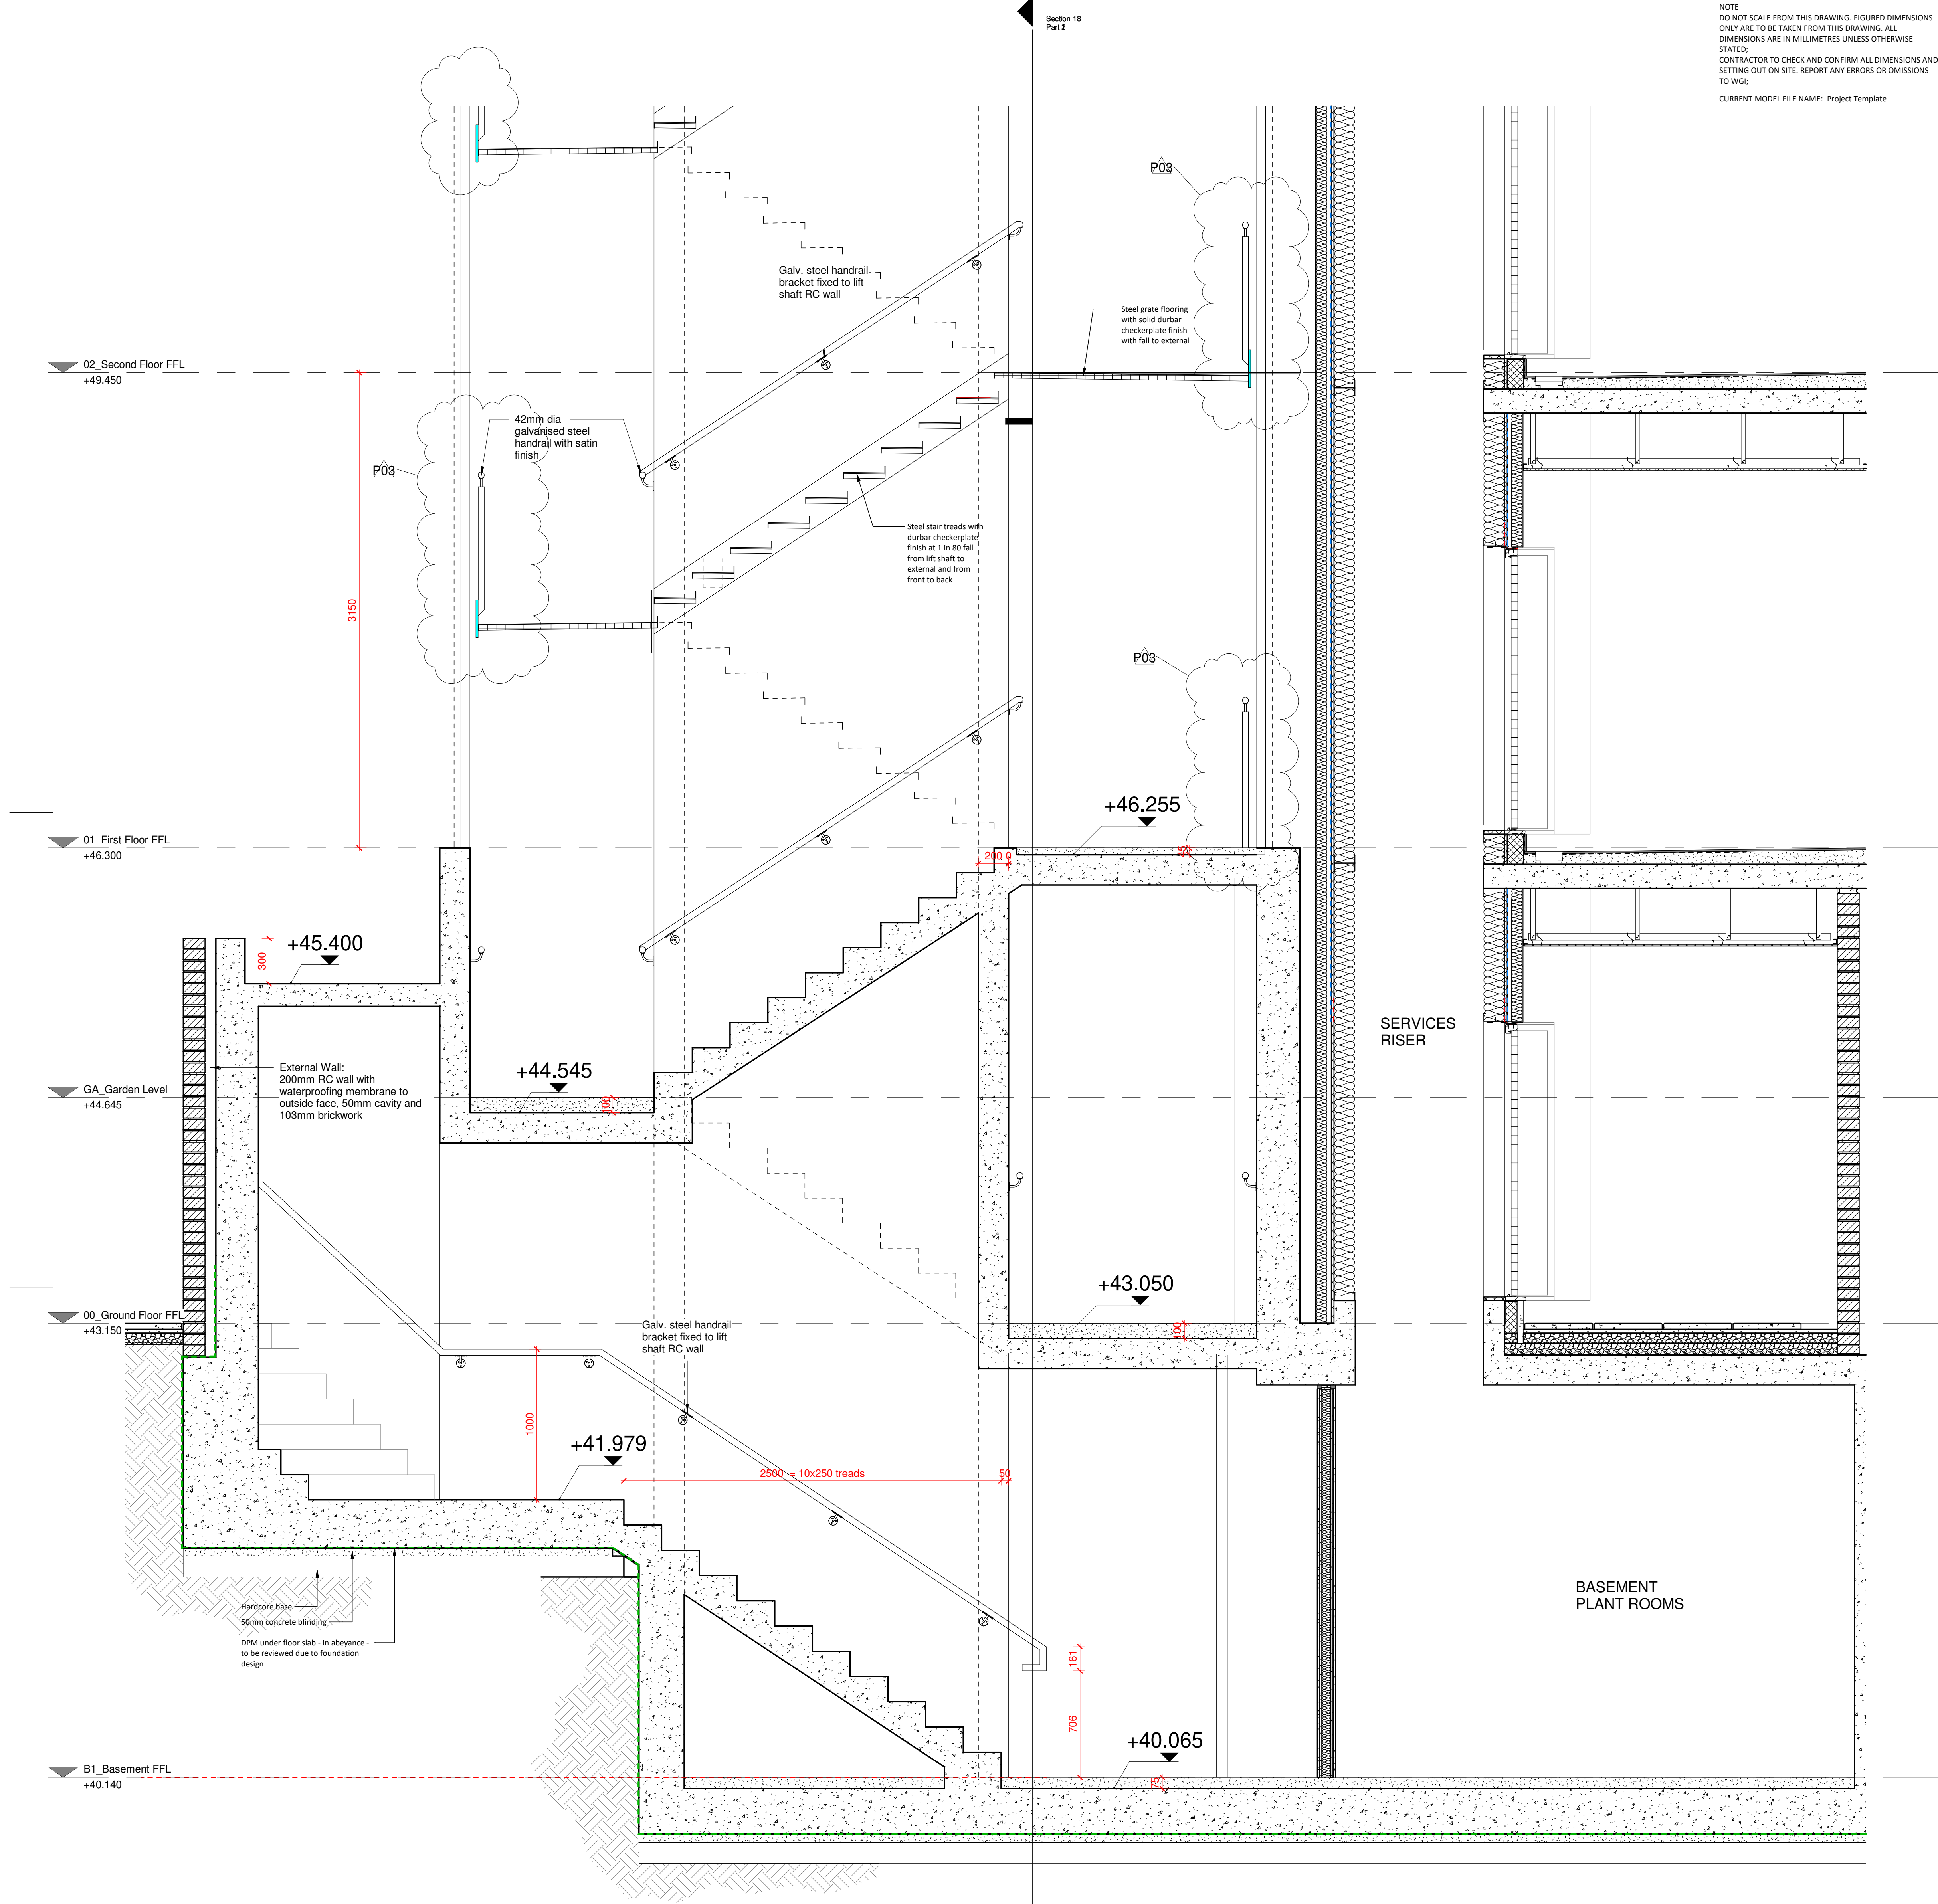 Section 18
Part 2
NOTE
DO NOT SCALE FROM THIS DRAWING. FIGURED DIMENSIONS
ONLY ARE TO BE TAKEN FROM THIS DRAWING. ALL
DIMENSIONS ARE IN MILLIMETRES UNLESS OTHERWISE
STATED;
CONTRACTOR TO CHECK AND CONFIRM ALL DIMENSIONS AND
SETTING OUT ON SITE. REPORT ANY ERRORS OR OMISSIONS
TO WGI;
CURRENT MODEL FILE NAME: Project Template
P03
Galv. steel handrail
bracket fixed to lift
shaft RC wall
Steel grate flooring
with solid durbar
checkerplate finish
with fall to external
02_Second Floor FFL
+49.450
42mm dia
galvanised steel
handrail with satin
finish
P03
Steel stair treads with
durbar checkerplate
finish at 1 in 80 fall
from lift shaft to
external and from
front to back
3150
P03
+46.255
01_First Floor FFL
+46.300
200 0
45
+45.400
300
SERVICES
RISER
External Wall:
200mm RC wall with
waterproofing membrane to
outside face, 50mm cavity and
103mm brickwork
+44.545
100
GA_Garden Level
+44.645
+43.050
00_Ground Floor FFL
+43.150
100
Galv. steel handrail
bracket fixed to lift
shaft RC wall
1000
+41.979
2500 = 10x250 treads
50
BASEMENT
PLANT ROOMS
Hardcore base
50mm concrete blinding
DPM under floor slab - in abeyance -
to be reviewed due to foundation
design
161
706
+40.065
B1_Basement FFL
+40.140
75